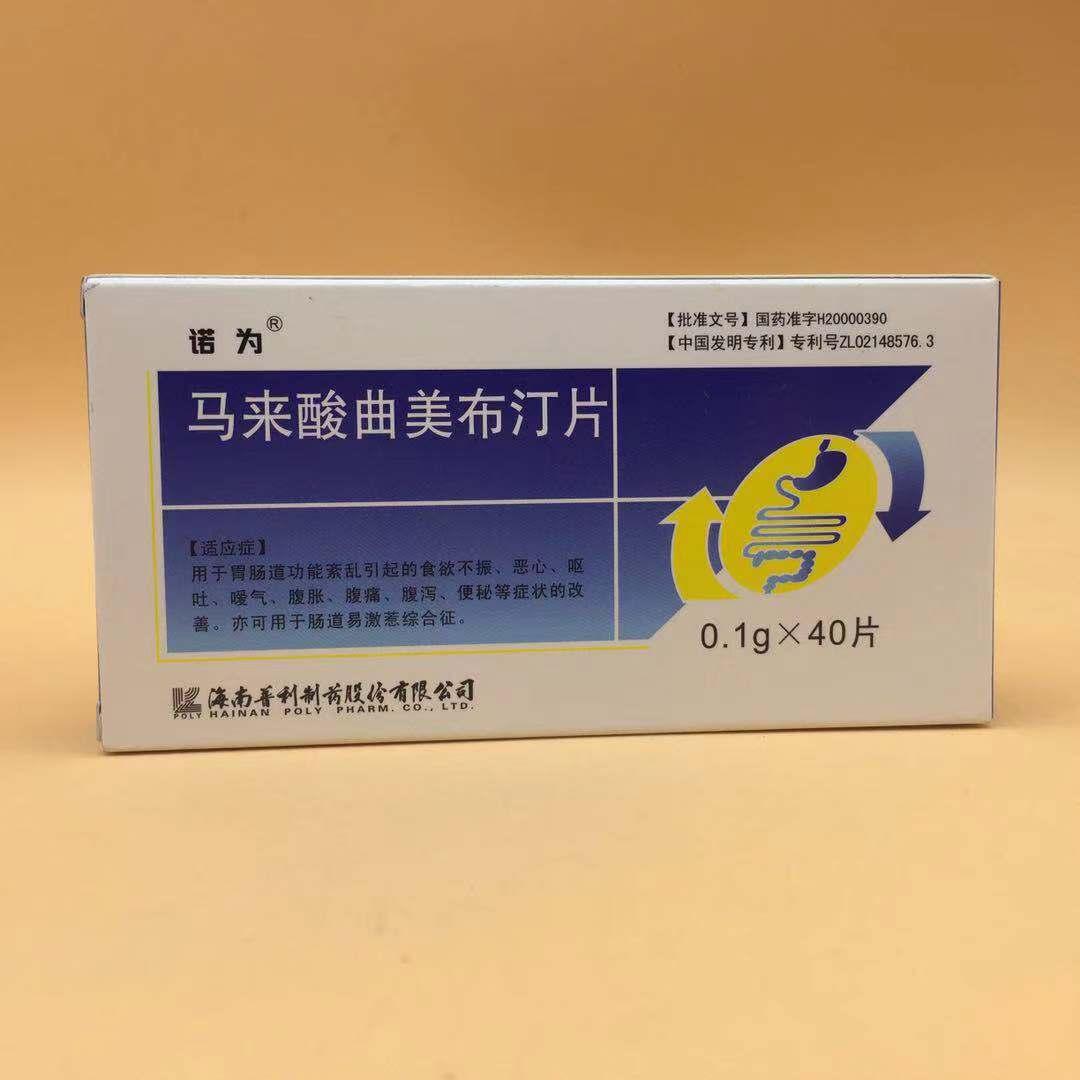 诺为®
【批准文号】国药准字H20000390
【中国发明专利】专利号ZL02148576.3
马来酸曲美布汀片
【适应症】
用于胃肠道功能紊乱引起的食欲不振、恶心、呕
吐、嗳气、腹胀、腹痛、腹泻、便秘等症状的改
善。亦可用于肠道易激惹综合征。
0.1g×40片
POLY
海南普利制药股份有限公司
HAINAN POLY PHARM. CO., LTD.